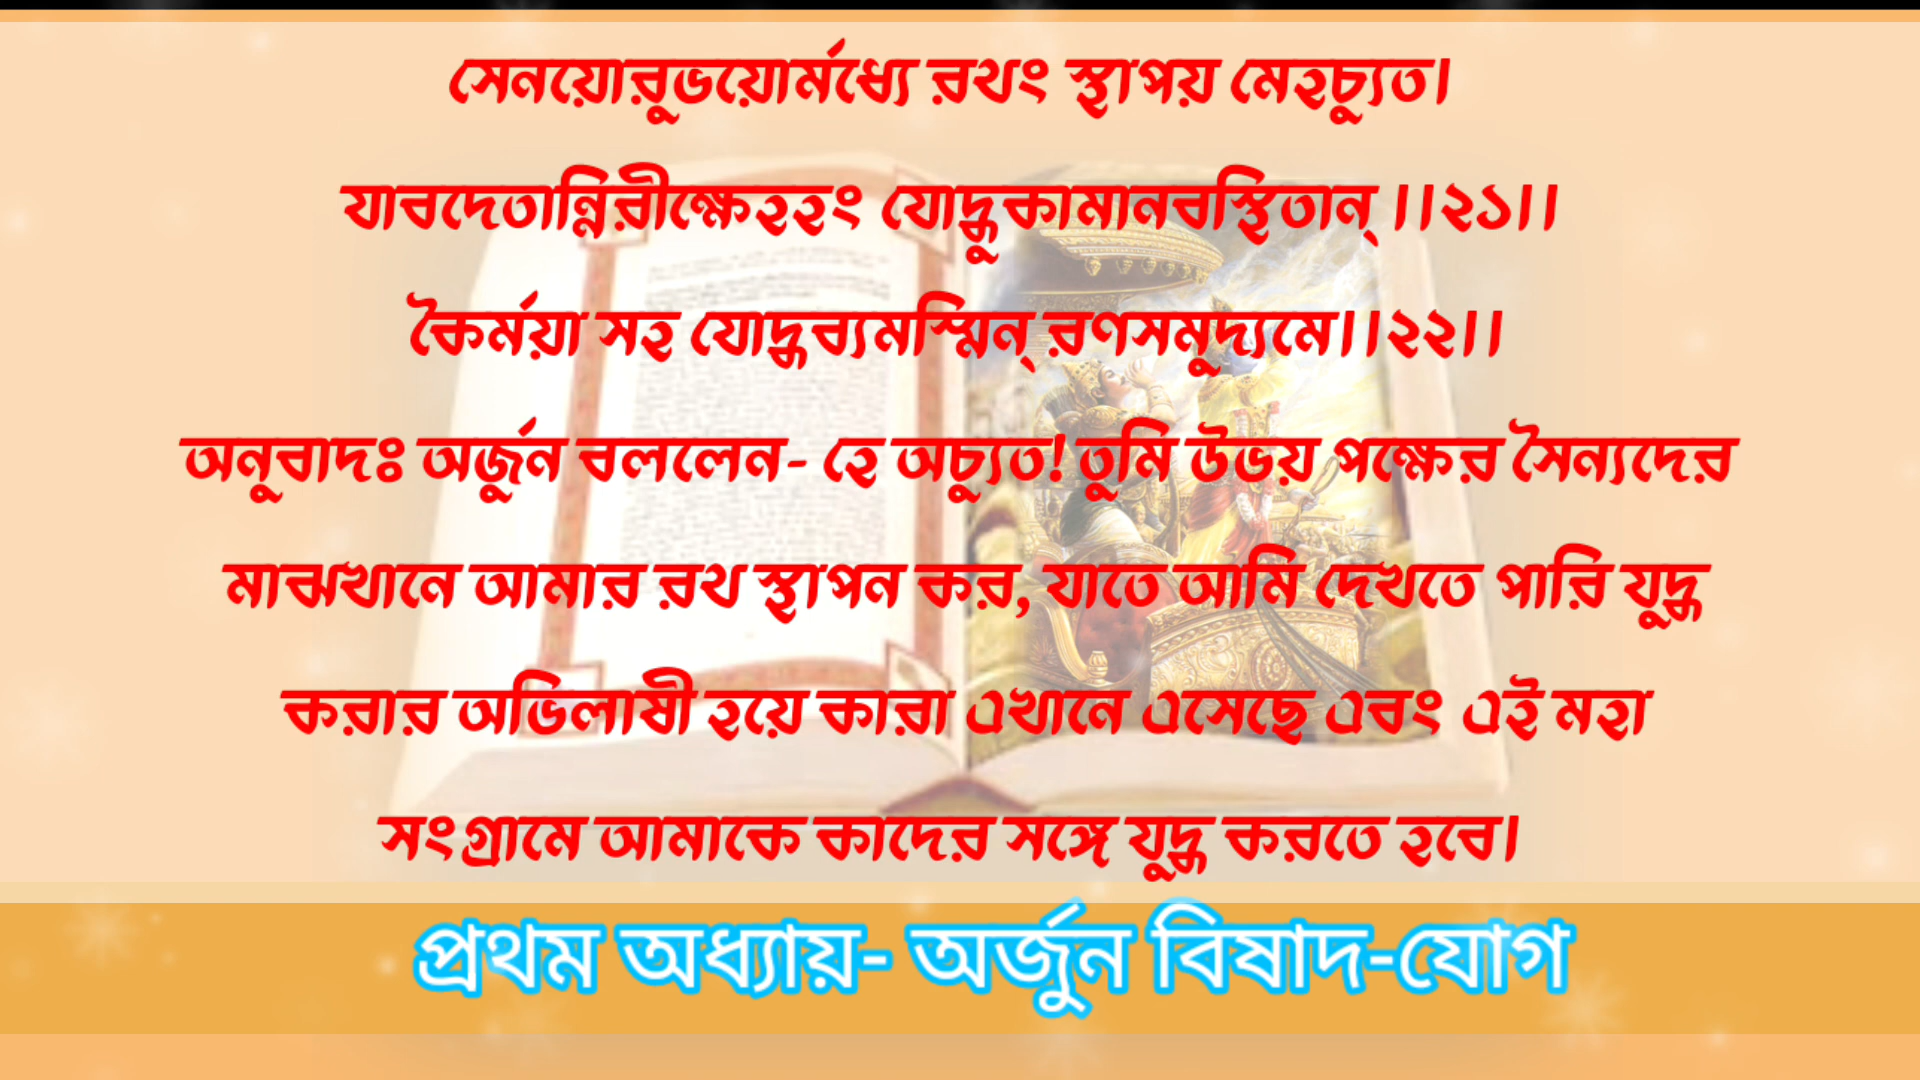 সেনয়োরুভয়োর্মধ্যে রথং স্থাপয় মেহচ্যুত।
যাবদেতান্নিরীক্ষেহহং যোদ্ধুকামানবস্থিতান্ ।।২১।।
কৈর্ময়া সহ যোদ্ধব্যমস্মিন্ রণসমুদ্যমে।।২২।।
অনুবাদঃ অর্জুন বললেন- হে অচ্যুত! তুমি উভয় পক্ষের সৈন্যদের
মাঝখানে আমার রথ স্থাপন কর, যাতে আমি দেখতে পারি যুদ্ধ
করার অভিলাষী হয়ে কারা এখানে এসেছে এবং এই মহা
সংগ্রামে আমাকে কাদের সঙ্গে যুদ্ধ করতে হবে।
প্রথম অধ্যায়- অর্জুন বিষাদ-যোগ